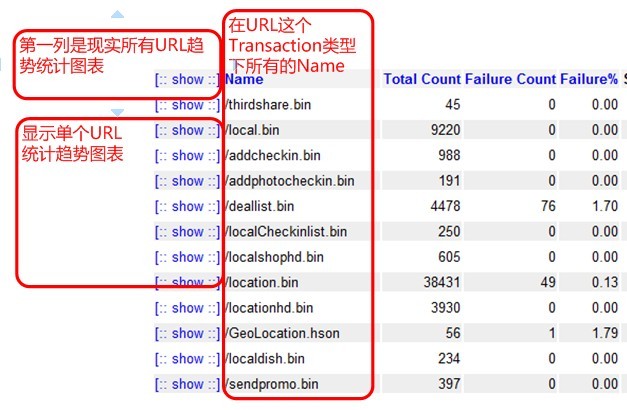 第一列是现实所有URL趋
势统计图表
在URL这个
Transaction类型
下所有的Name
[:: show ::] Name Total Count Failure Count Failure% S
[:: show ::] /thirdshare.bin 45 0 0.00
显示单个URL
统计趋势图表
[:: show ::] /local.bin 9220 0 0.00
[:: show ::] /addcheckin.bin 988 0 0.00
[:: show ::] /addphotocheckin.bin 191 0 0.00
[:: show ::] /deallist.bin 4478 76 1.70
[:: show ::] /localCheckinlist.bin 250 0 0.00
[:: show ::] /localshophd.bin 605 0 0.00
[:: show ::] /location.bin 38431 49 0.13
[:: show ::] /locationhd.bin 3930 0 0.00
[:: show ::] /GeoLocation.hson 56 1 1.79
[:: show ::] /localdish.bin 234 0 0.00
[:: show ::] /sendpromo.bin 397 0 0.00